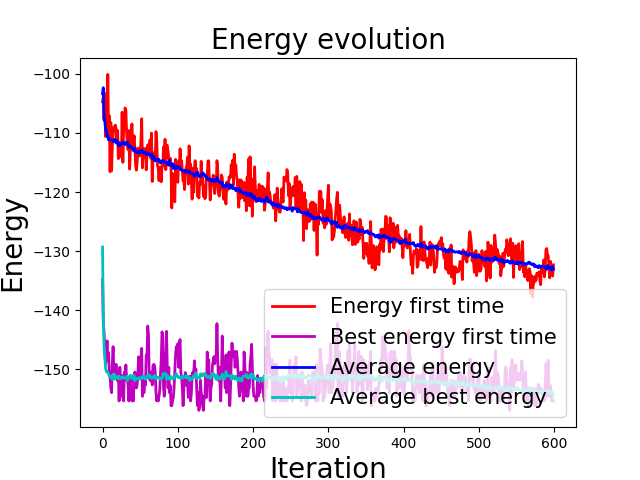 Energy evolution
−100
−110
−120
−130
−140
−150
Energy
Energy first time
Best energy first time
Average energy
Average best energy
0 100 200 300 400 500 600
Iteration